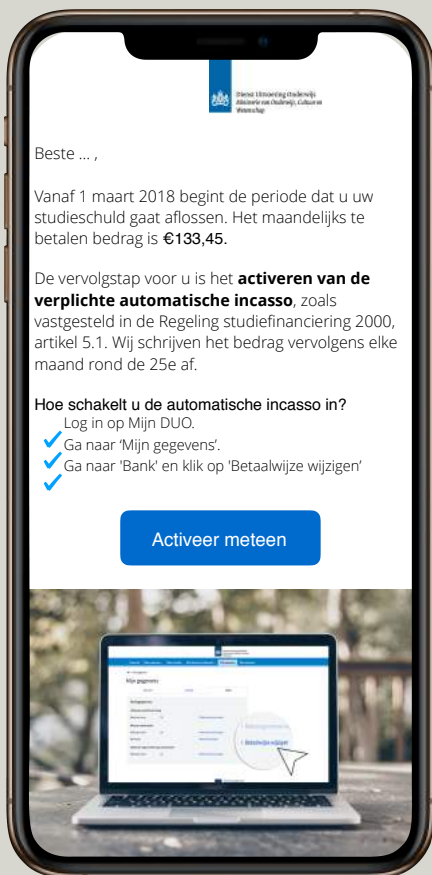 Dienst Uitvoering Onderwijs
Ministerie van Onderwijs, Cultuur en
Wetenschap
Beste ... ,
Vanaf 1 maart 2018 begint de periode dat u uw
studieschuld gaat aflossen. Het maandelijks te
betalen bedrag is €133,45.
De vervolgstap voor u is het activeren van de
verplichte automatische incasso, zoals
vastgesteld in de Regeling studiefinanciering 2000,
artikel 5.1. Wij schrijven het bedrag vervolgens elke
maand rond de 25e af.
Hoe schakelt u de automatische incasso in?
Log in op Mijn DUO.
Ga naar ‘Mijn gegevens’.
Ga naar 'Bank' en klik op 'Betaalwijze wijzigen’
Activeer meteen
Mijn gegevens
Betaalwijze wijzigen